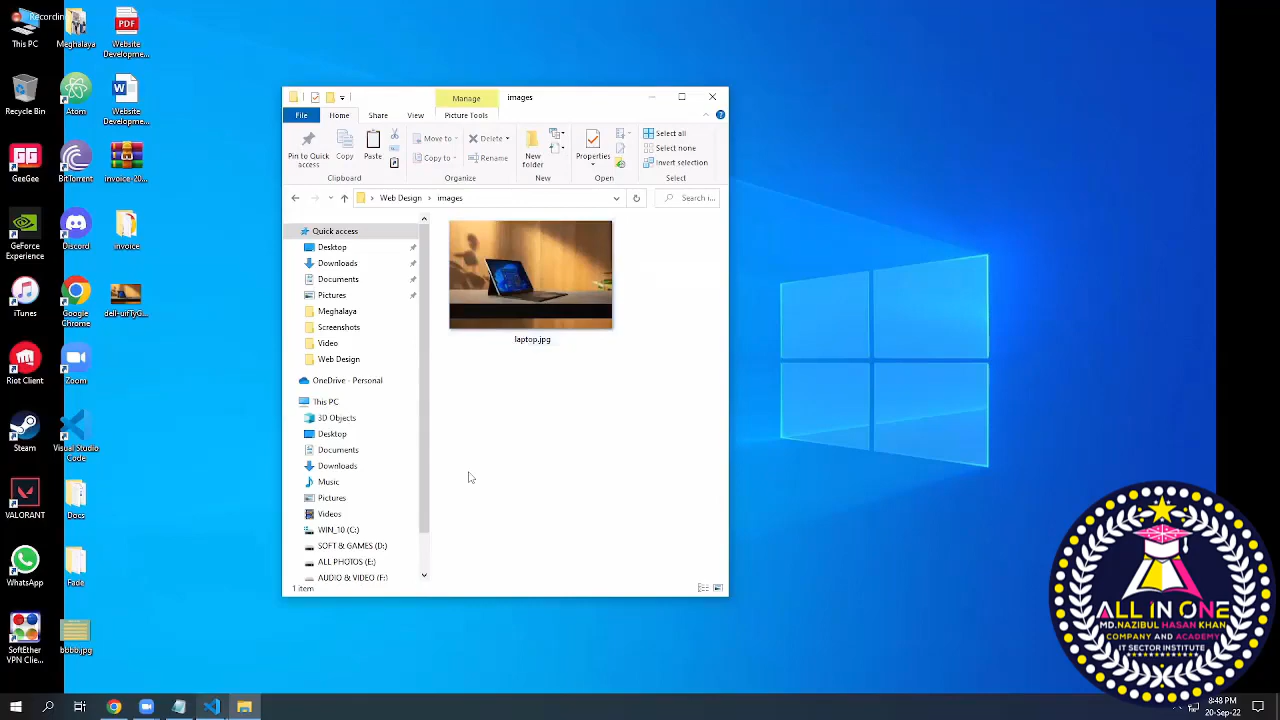 Recording
This PC
Meghalaya
Website
Developme...
Recycle Bin
Atom
Website
Developme...
GeeGee
BitTorrent
invoice-20...
GeForce
Experience
Discord
invoice
iTunes
Google
Chrome
dell-uifTyG...
Riot Client
Zoom
Steam
Visual Studio
Code
VALORANT
Docs
WhatsApp
Fade
SoftEther
VPN Clie...
bbbb.jpg
PDF
Manage
images
File
Home
Share
View
Picture Tools
Pin to Quick
access
Copy
Paste
Move to
Copy to
Delete
Rename
New
folder
Properties
Select all
Select none
Invert selection
Clipboard
Organize
New
Open
Select
Web Design
images
Search i...
Quick access
Desktop
Downloads
Documents
Pictures
Meghalaya
Screenshots
Video
Web Design
OneDrive - Personal
This PC
3D Objects
Desktop
Documents
Downloads
Music
Pictures
Videos
WIN_10 (C:)
SOFT & GAMES (D:)
ALL PHOTOS (E:)
AUDIO & VIDEO (F:)
laptop.jpg
1 item
ALL IN ONE
MD.NAZIBUL HASAN KHAN
COMPANY AND ACADEMY
IT SECTOR INSTITUTE
8:48 PM
20-Sep-22